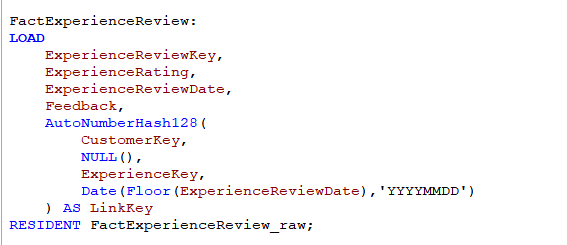 FactExperienceReview:
LOAD
    ExperienceReviewKey,
    ExperienceRating,
    ExperienceReviewDate,
    Feedback,
    AutoNumberHash128(
        CustomerKey,
        NULL(),
        ExperienceKey,
        Date(Floor(ExperienceReviewDate),'YYYYMMDD')
    ) AS LinkKey
RESIDENT FactExperienceReview_raw;